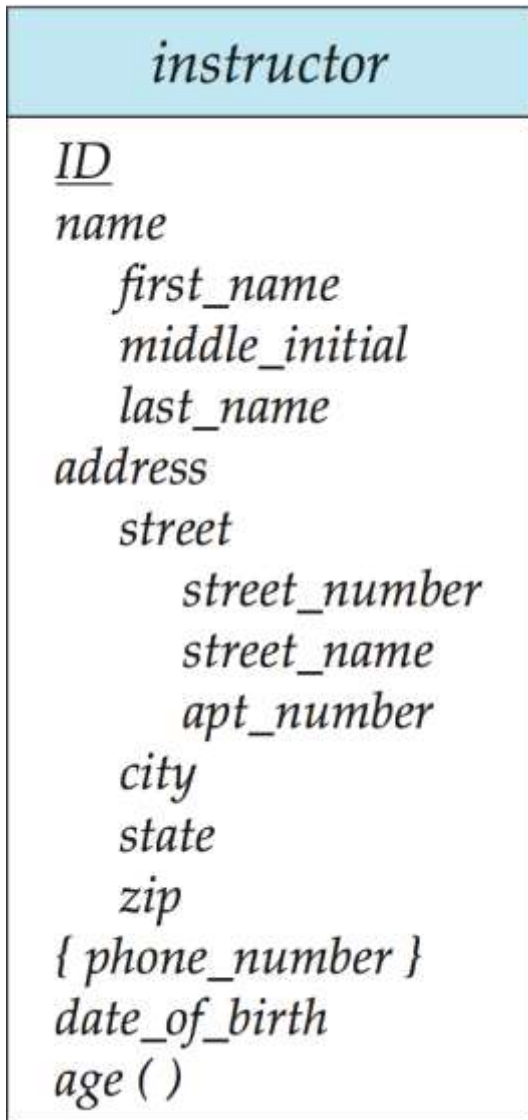 instructor
ID
name
first_name
middle_initial
last_name
address
street
street_number
street_name
apt_number
city
state
zip
{ phone_number }
date_of_birth
age ( )